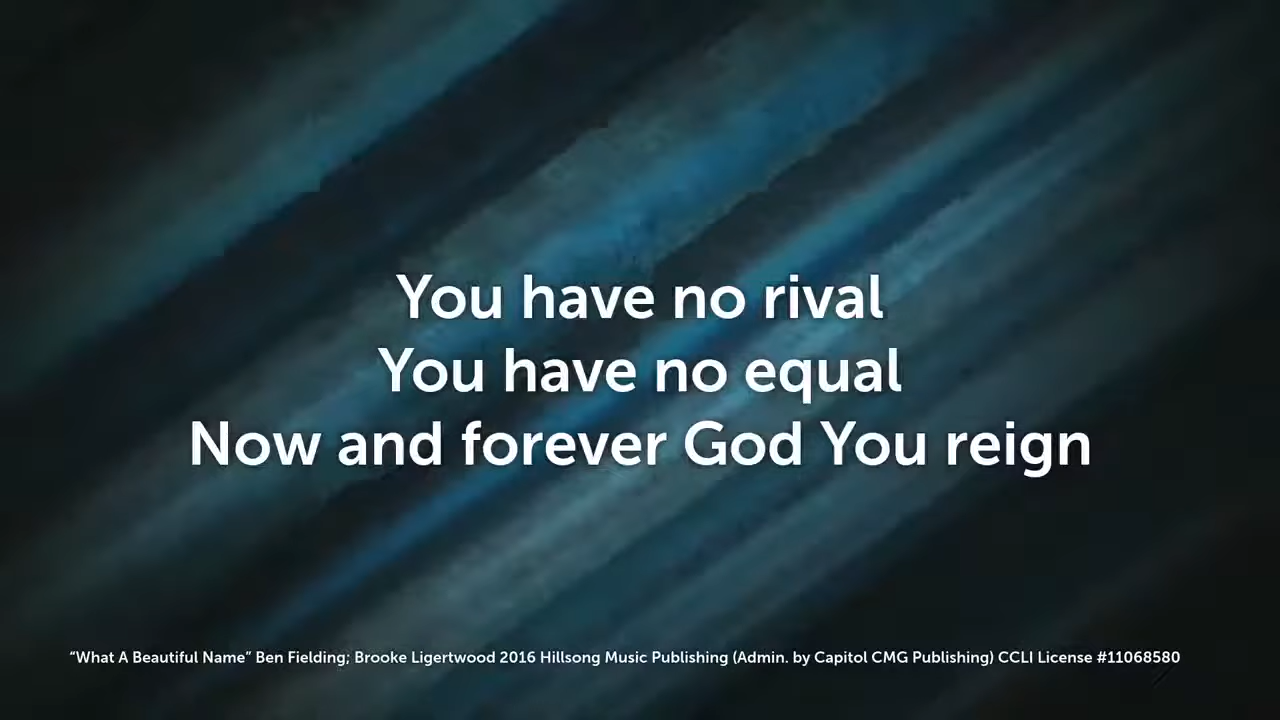 You have no rival
You have no equal
Now and forever God You reign
“What A Beautiful Name” Ben Fielding; Brooke Ligertwood 2016 Hillsong Music Publishing (Admin. by Capitol CMG Publishing) CCLI License #11068580